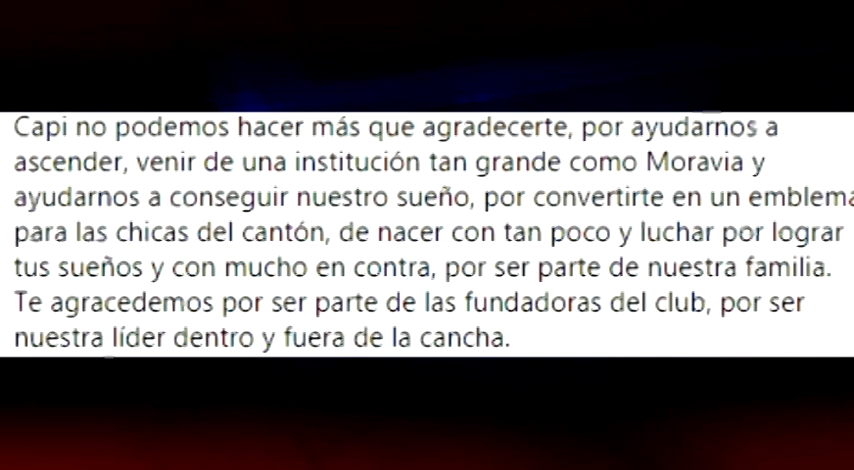 Capi no podemos hacer más que agradecerte, por ayudarnos a
ascender, venir de una institución tan grande como Moravia y
ayudarnos a conseguir nuestro sueño, por convertirte en un emblema
para las chicas del cantón, de nacer con tan poco y luchar por lograr
tus sueños y con mucho en contra, por ser parte de nuestra familia.
Te agracedemos por ser parte de las fundadoras del club, por ser
nuestra líder dentro y fuera de la cancha.